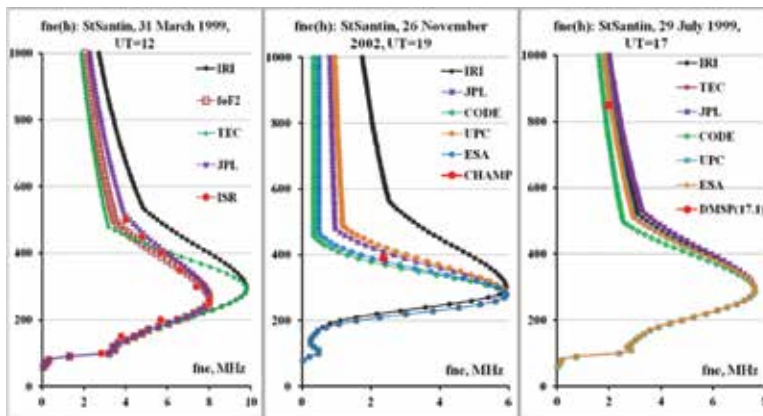 fne(h): StSantin, 31 March 1999,
UT=12
1000
800
600
400
200
0
IRI
IoF2
TEC
JPL
ISR
fne, MHz
0 2 4 6 8 10
fne(h): StSantin, 26 November
2002, UT=19
1000
800
600
400
200
0
IRI
JPL
CODE
UPC
ESA
CHAMP
fne, MHz
0 2 4 6
fne(h): StSantin, 29 July 1999,
UT=17
1000
800
600
400
200
0
IRI
TEC
JPL
CODE
UPC
ESA
DMSP(17.1)
fne, MHz
0 2 4 6 8